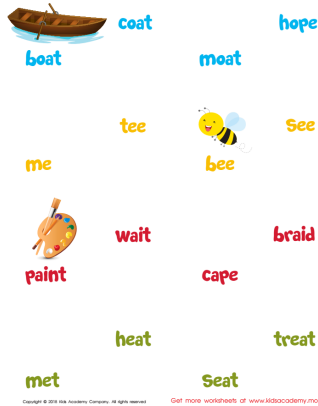 coat hope
boat moat
tee see
me bee
wait braid
paint cape
heat treat
met seat
Copyright © 2018 Kids Academy Company. All rights reserved
Get more worksheets at www.kidsacademy.mobi